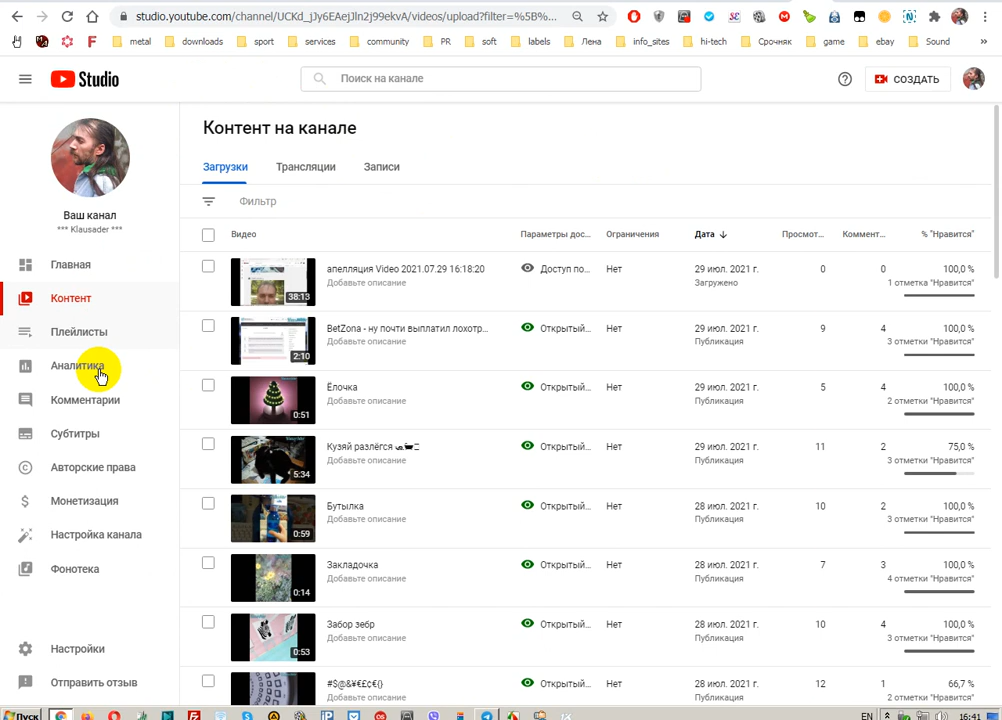 studio.youtube.com/channel/UCKd_jJy6EAejJln2j99ekvA/videos/upload?filter=%5B%...
metal downloads sport services community PR soft labels Лена info_sites hi-tech Срочняк game ebay Sound »
Studio Поиск на канале СОЗДАТЬ
Ваш канал
*** Klausader ***
Главная
Контент
Плейлисты
Аналитика
Комментарии
Субтитры
Авторские права
Монетизация
Настройка канала
Фонотека
Настройки
Отправить отзыв
Контент на канале
Загрузки Трансляции Записи
Фильтр
Видео Параметры дос... Ограничения Дата Просмот... Коммент... % "Нравится"
38:13 апелляция Video 2021.07.29 16:18:20 Доступ по... Нет 29 июл. 2021 г. 0 0 100,0 %
Добавьте описание Загружено 1 отметка "Нравится"
BetZona - ну почти выплатил лохотр... Открытый... Нет 29 июл. 2021 г. 9 4 100,0 %
2:10 Добавьте описание Публикация 3 отметки "Нравится"
Ёлочка Открытый... Нет 29 июл. 2021 г. 5 4 100,0 %
0:51 Добавьте описание Публикация 2 отметки "Нравится"
Кузяй разлёгся Открытый... Нет 29 июл. 2021 г. 11 2 75,0 %
5:34 Добавьте описание Публикация 3 отметки "Нравится"
Бутылка Открытый... Нет 28 июл. 2021 г. 10 2 100,0 %
0:59 Добавьте описание Публикация 3 отметки "Нравится"
Закладочка Открытый... Нет 28 июл. 2021 г. 7 3 100,0 %
0:14 Добавьте описание Публикация 4 отметки "Нравится"
Забор зебр Открытый... Нет 28 июл. 2021 г. 10 4 100,0 %
0:53 Добавьте описание Публикация 3 отметки "Нравится"
#$@&¥€£¢€{} Открытый... Нет 28 июл. 2021 г. 12 1 66,7 %
Добавьте описание Публикация 2 отметки "Нравится"
Пуск EN 16:41